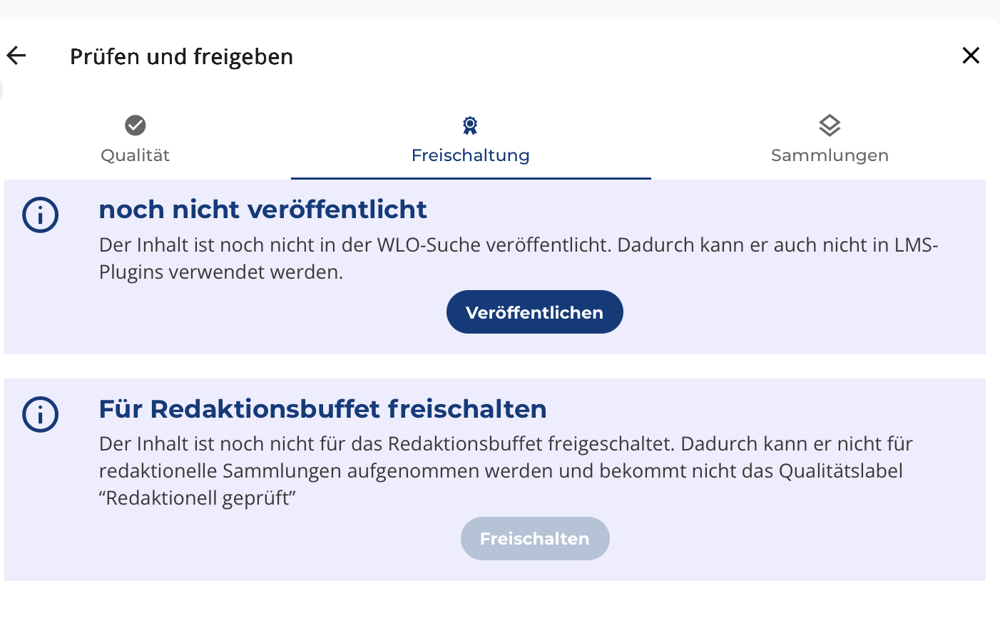 Prüfen und freigeben
Qualität
Freischaltung
Sammlungen
noch nicht veröffentlicht
Der Inhalt ist noch nicht in der WLO-Suche veröffentlicht. Dadurch kann er auch nicht in LMS-
Plugins verwendet werden.
Veröffentlichen
Für Redaktionsbuffet freischalten
Der Inhalt ist noch nicht für das Redaktionsbuffet freigeschaltet. Dadurch kann er nicht für
redaktionelle Sammlungen aufgenommen werden und bekommt nicht das Qualitätslabel
“Redaktionell geprüft”
Freischalten